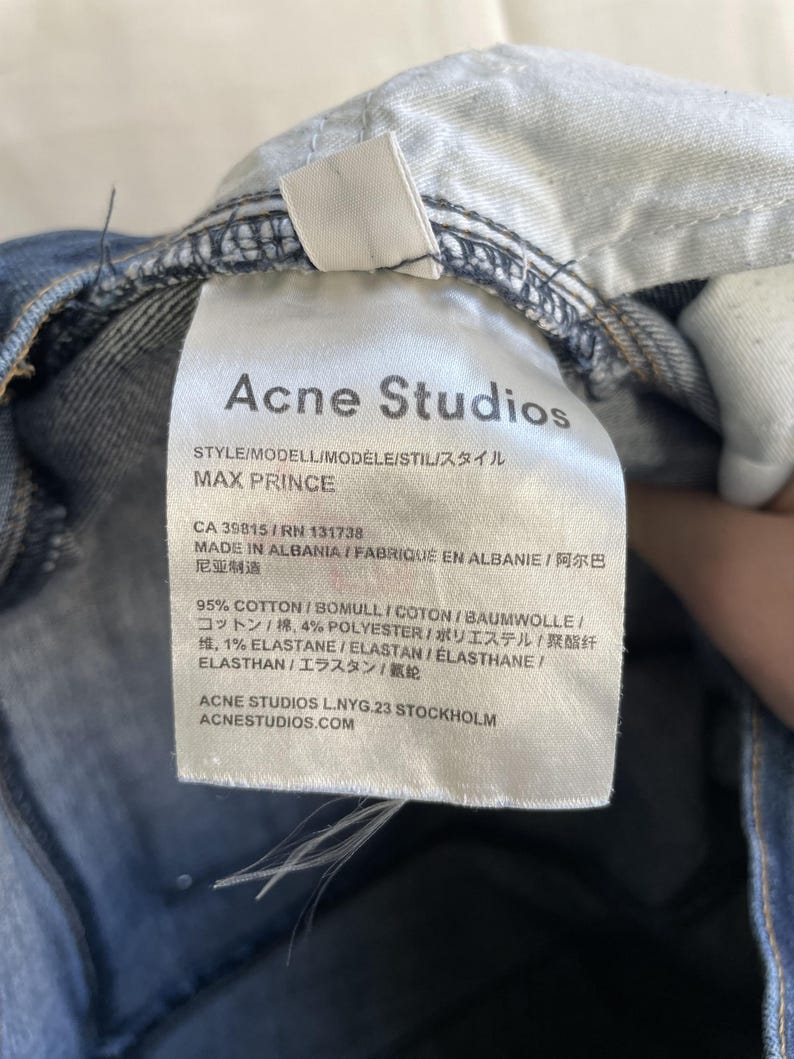 Acne Studios
STYLE/MODELL/MODÈLE/STIL/スタイル
MAX PRINCE
CA 39815 / RN 131738
MADE IN ALBANIA / FABRIQUÉ EN ALBANIE / 阿尔巴
尼亚制造
95% COTTON / BOMULL / COTON / BAUMWOLLE /
コットン / 棉, 4% POLYESTER / ポリエステル / 聚酯纤
维, 1% ELASTANE / ELASTAN / ÉLASTHANE /
ELASTHAN / エラスタン / 氨纶
ACNE STUDIOS L.NYG.23 STOCKHOLM
ACNESTUDIOS.COM